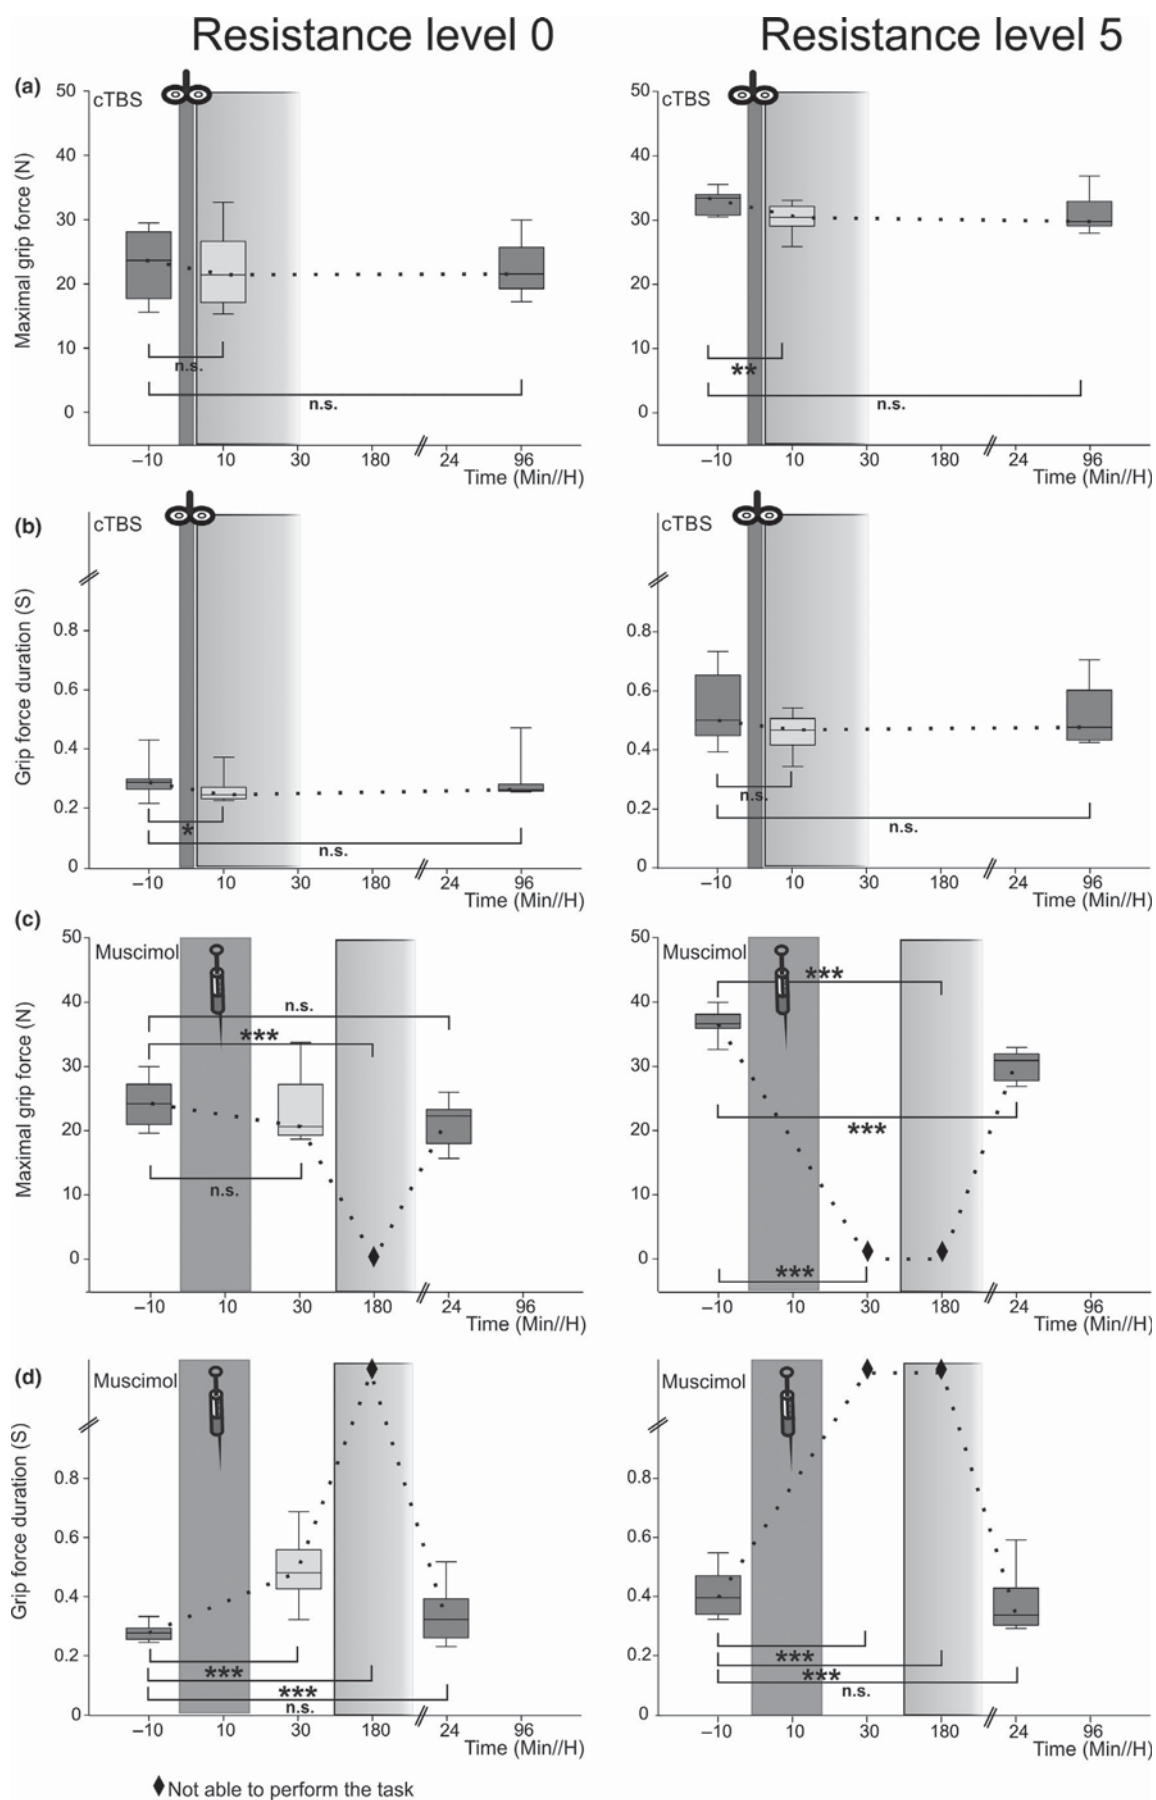 Resistance level 0 Resistance level 5
(a)
cTBS cTBS
Maximal grip force (N)
50 50
40 40
30 30
20 20
10 10
0 0
n.s. **
n.s. n.s.
–10 10 30 180 24 96 –10 10 30 180 24 96
Time (Min//H) Time (Min//H)
(b)
cTBS cTBS
Grip force duration (S)
0.8 0.8
0.6 0.6
0.4 0.4
0.2 0.2
0 0
* n.s.
n.s. n.s.
–10 10 30 180 24 96 –10 10 30 180 24 96
Time (Min//H) Time (Min//H)
(c)
Muscimol Muscimol
Maximal grip force (N)
50 50
40 40
30 30
20 20
10 10
0 0
n.s. ***
*** ***
n.s. ***
–10 10 30 180 24 96 –10 10 30 180 24 96
Time (Min//H) Time (Min//H)
(d)
Muscimol Muscimol
Grip force duration (S)
0.8 0.8
0.6 0.6
0.4 0.4
0.2 0.2
0 0
*** ***
*** ***
n.s. n.s.
–10 10 30 180 24 96 –10 10 30 180 24 96
Time (Min//H) Time (Min//H)
Not able to perform the task